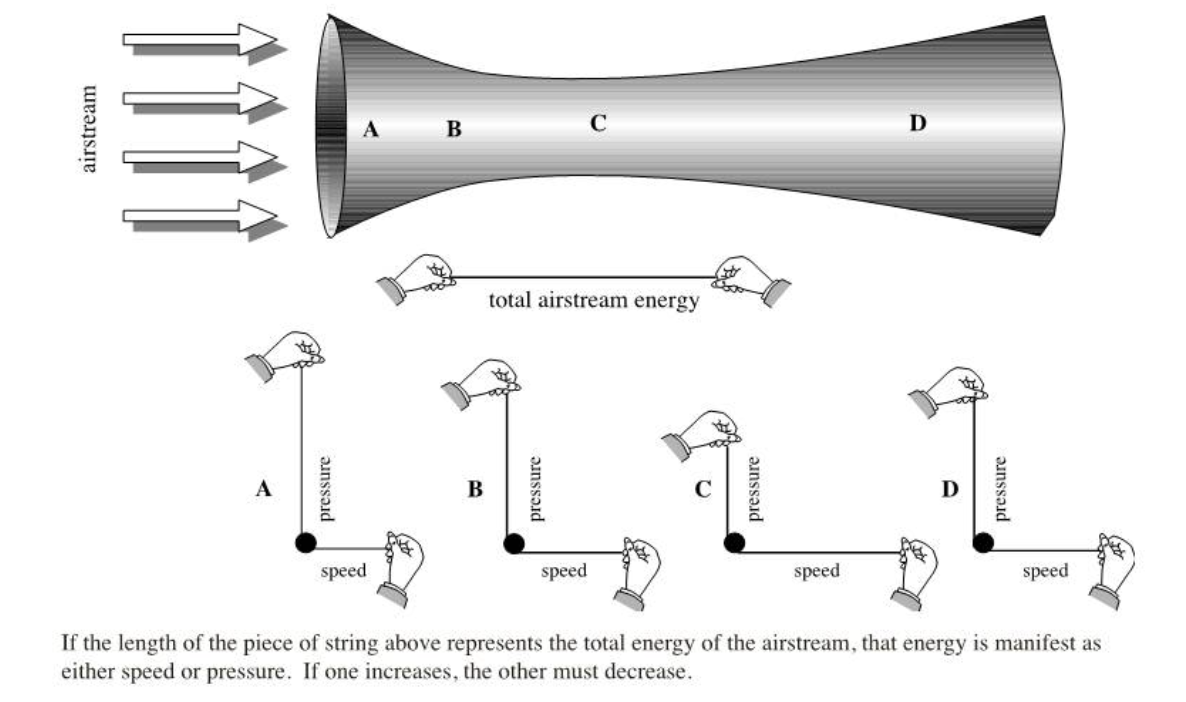 airstream
A B C D
total airstream energy
A pressure speed
B pressure speed
C pressure speed
D pressure speed
If the length of the piece of string above represents the total energy of the airstream, that energy is manifest as
either speed or pressure. If one increases, the other must decrease.